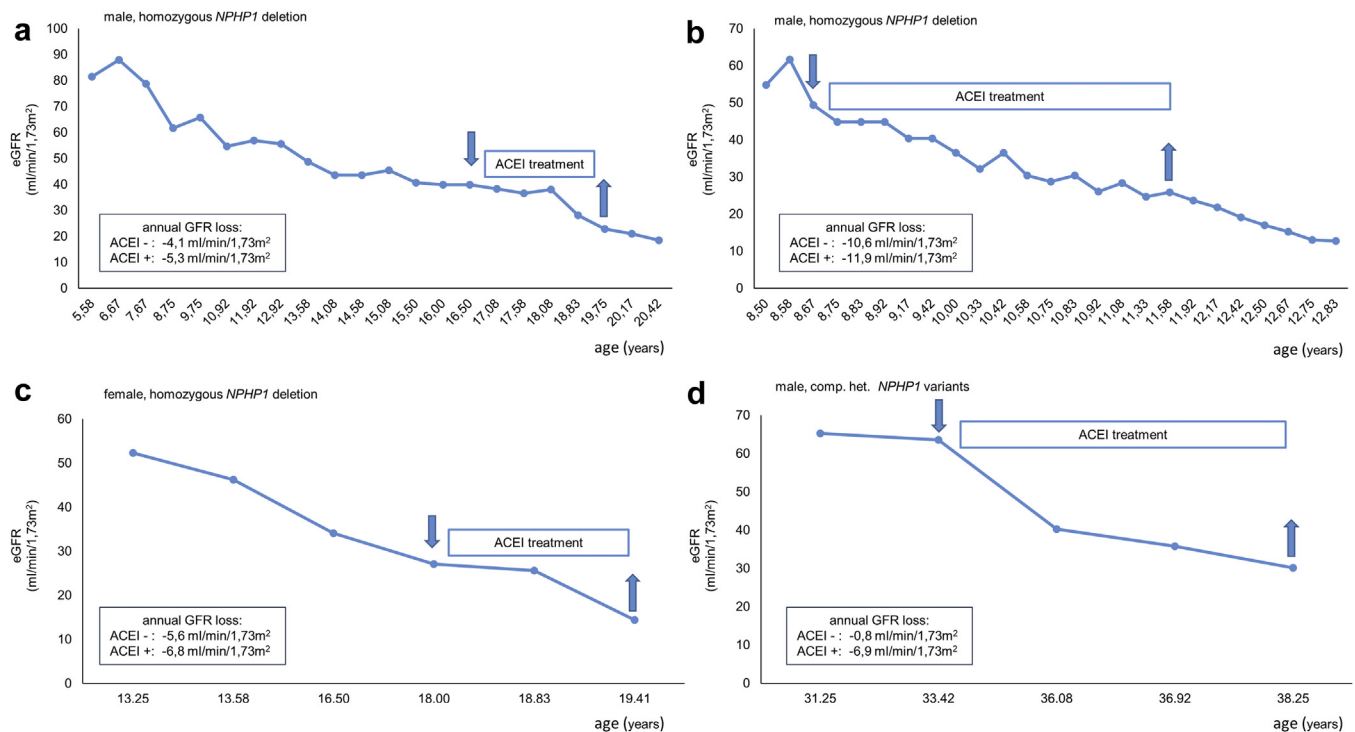 a
male, homozygous NPHP1 deletion
100
90
80
70
60
50
40
30
20
10
0
eGFR
(ml/min/1,73m²)
ACEI treatment
annual GFR loss:
ACEI - : -4,1 ml/min/1,73m²
ACEI +: -5,3 ml/min/1,73m²
5,58 6,67 7,67 8,75 9,75 10,92 11,92 12,92 13,58 14,08 14,58 15,08 15,50 16,00 16,50 17,08 17,58 18,08 18,83 19,75 20,17 20,42
age (years)
b
male, homozygous NPHP1 deletion
70
60
50
40
30
20
10
0
eGFR
(ml/min/1,73m²)
ACEI treatment
annual GFR loss:
ACEI - : -10,6 ml/min/1,73m²
ACEI +: -11,9 ml/min/1,73m²
8,50 8,58 8,67 8,75 8,83 8,92 9,17 9,42 10,00 10,33 10,42 10,58 10,75 10,83 10,92 11,08 11,33 11,58 11,92 12,17 12,42 12,50 12,67 12,75 12,83
age (years)
c
female, homozygous NPHP1 deletion
60
50
40
30
20
10
0
eGFR
(ml/min/1,73m²)
ACEI treatment
annual GFR loss:
ACEI - : -5,6 ml/min/1,73m²
ACEI +: -6,8 ml/min/1,73m²
13.25 13.58 16.50 18.00 18.83 19.41
age (years)
d
male, comp. het. NPHP1 variants
70
60
50
40
30
20
10
0
eGFR
(ml/min/1,73m²)
ACEI treatment
annual GFR loss:
ACEI - : -0,8 ml/min/1,73m²
ACEI +: -6,9 ml/min/1,73m²
31.25 33.42 36.08 36.92 38.25
age (years)